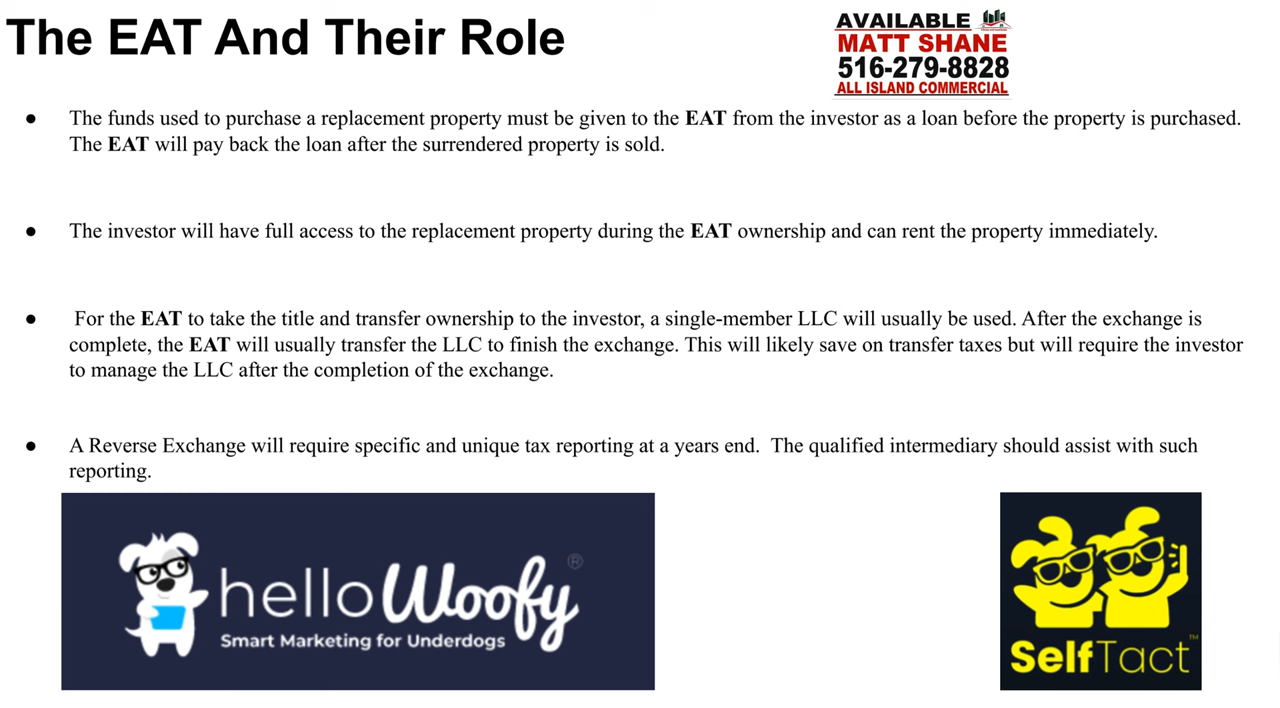 The EAT And Their Role
AVAILABLE
MATT SHANE
516-279-8828
ALL ISLAND COMMERCIAL
● The funds used to purchase a replacement property must be given to the EAT from the investor as a loan before the property is purchased.
The EAT will pay back the loan after the surrendered property is sold.
● The investor will have full access to the replacement property during the EAT ownership and can rent the property immediately.
● For the EAT to take the title and transfer ownership to the investor, a single-member LLC will usually be used. After the exchange is
complete, the EAT will usually transfer the LLC to finish the exchange. This will likely save on transfer taxes but will require the investor
to manage the LLC after the completion of the exchange.
● A Reverse Exchange will require specific and unique tax reporting at a years end.  The qualified intermediary should assist with such
reporting.
helloWoofy®
Smart Marketing for Underdogs
SelfTact™